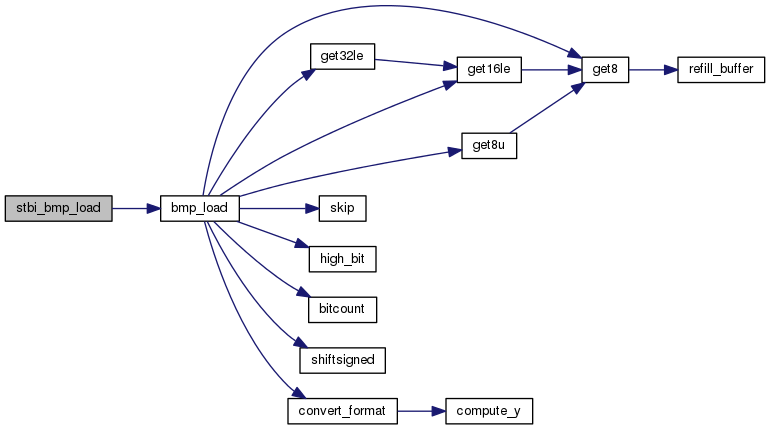 get32le
get16le
get8
refill_buffer
get8u
stbi_bmp_load
bmp_load
skip
high_bit
bitcount
shiftsigned
convert_format
compute_y